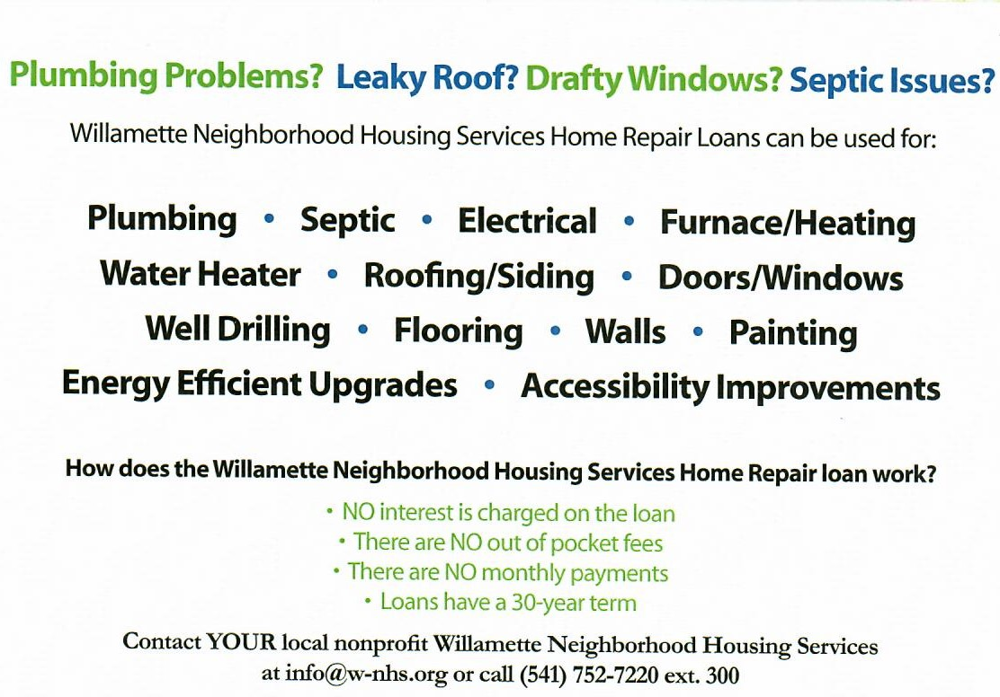 Plumbing Problems? Leaky Roof? Drafty Windows? Septic Issues?
Willamette Neighborhood Housing Services Home Repair Loans can be used for:
Plumbing • Septic • Electrical • Furnace/Heating
Water Heater • Roofing/Siding • Doors/Windows
Well Drilling • Flooring • Walls • Painting
Energy Efficient Upgrades • Accessibility Improvements
How does the Willamette Neighborhood Housing Services Home Repair loan work?
• NO interest is charged on the loan
• There are NO out of pocket fees
• There are NO monthly payments
• Loans have a 30-year term
Contact YOUR local nonprofit Willamette Neighborhood Housing Services
at info@w-nhs.org or call (541) 752-7220 ext. 300